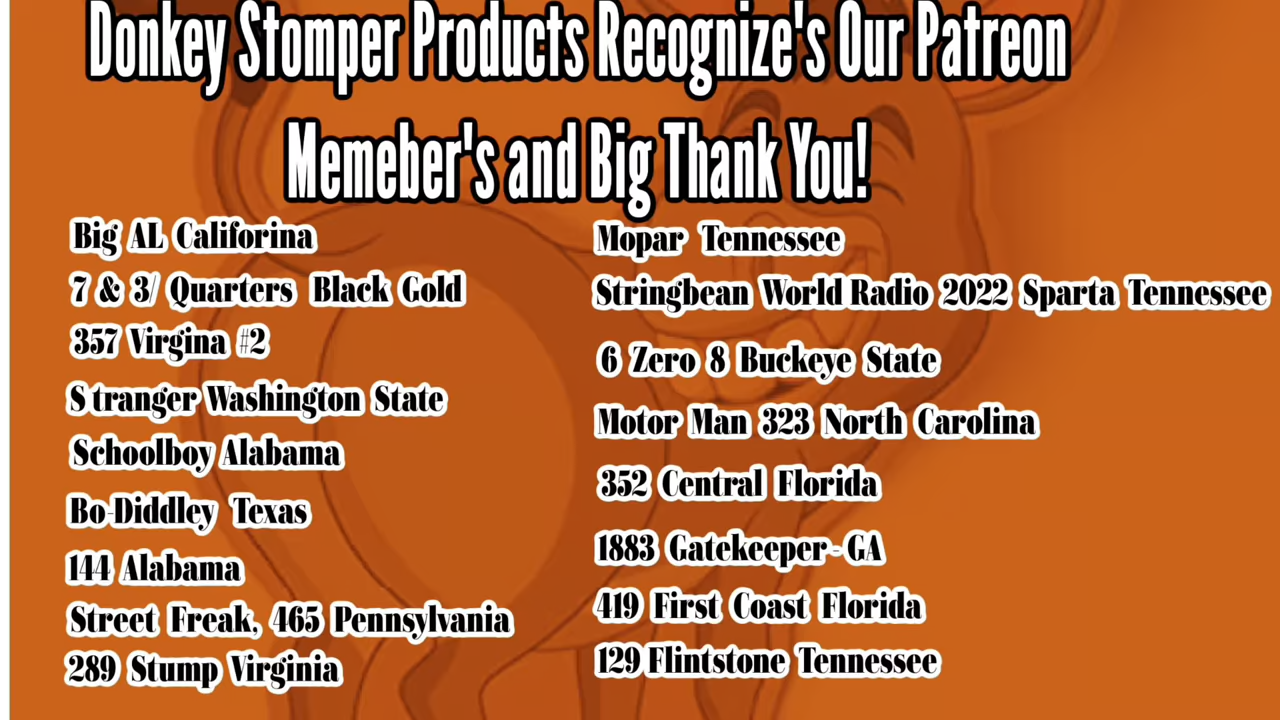 Donkey Stomper Products Recognize's Our Patreon
Memeber's and Big Thank You!
Big AL Califorina
7 & 3/ Quarters Black Gold
357 Virgina #2
Stranger Washington State
Schoolboy Alabama
Bo-Diddley Texas
144 Alabama
Street Freak, 465 Pennsylvania
289 Stump Virginia
Mopar Tennessee
Stringbean World Radio 2022 Sparta Tennessee
6 Zero 8 Buckeye State
Motor Man 323 North Carolina
352 Central Florida
1883 Gatekeeper - GA
419 First Coast Florida
129 Flintstone Tennessee